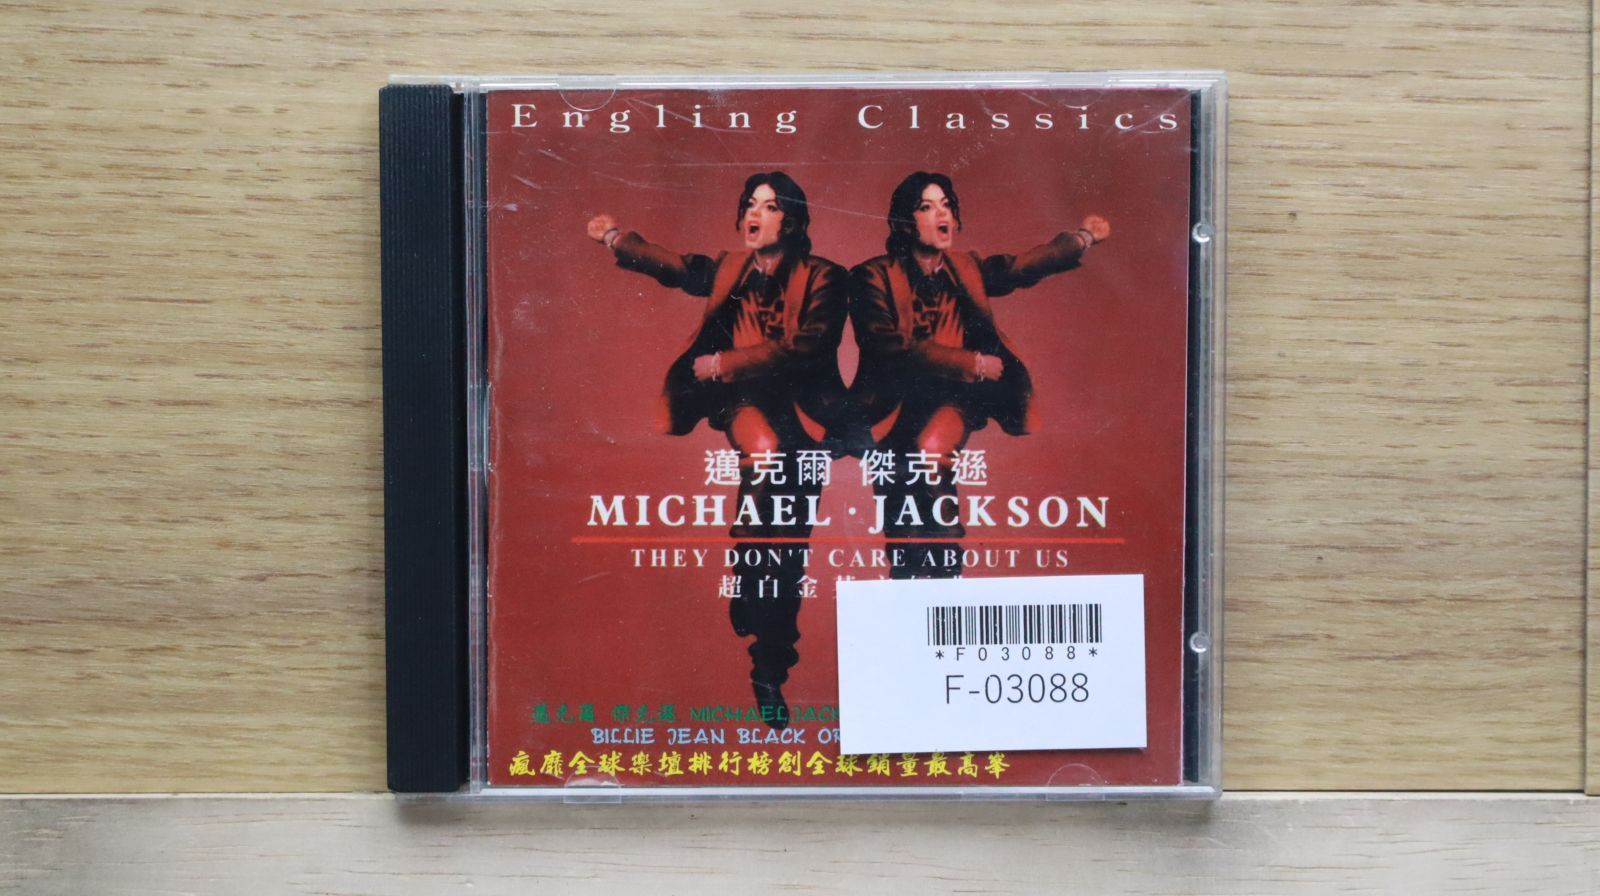 Engling Classics
邁克爾 傑克遜
MICHAEL·JACKSON
THEY DON'T CARE ABOUT US
超白金
*F03088*
F-03088
邁克爾 傑克遜 MICHAELJACK
BILLIE JEAN BLACK OR
瘋靡全球樂壇排行榜創全球銷量最高峯